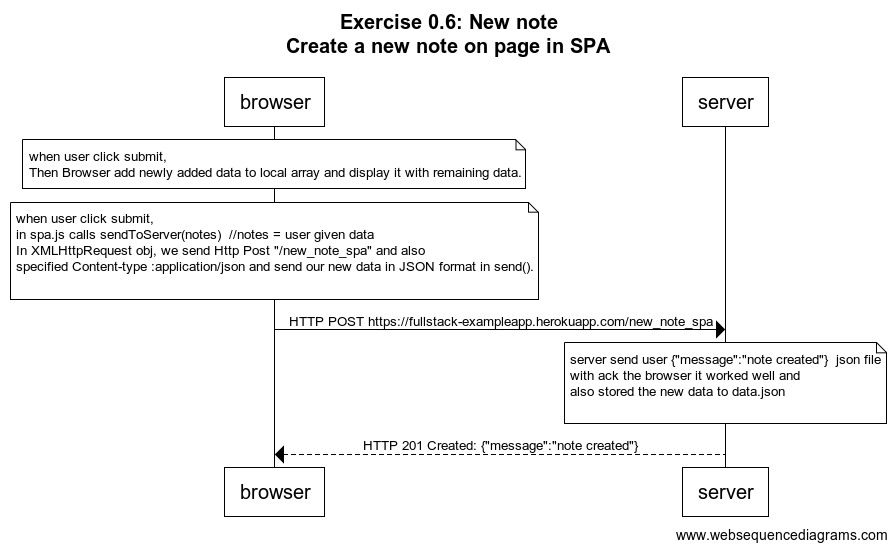 Exercise 0.6: New note
Create a new note on page in SPA
browser
server
when user click submit,
Then Browser add newly added data to local array and display it with remaining data.
when user click submit,
in spa.js calls sendToServer(notes)  //notes = user given data
In XMLHttpRequest obj, we send Http Post "/new_note_spa" and also
specified Content-type :application/json and send our new data in JSON format in send().
HTTP POST https://fullstack-exampleapp.herokuapp.com/new_note_spa
server send user {"message":"note created"}  json file
with ack the browser it worked well and
also stored the new data to data.json
HTTP 201 Created: {"message":"note created"}
browser
server
www.websequencediagrams.com